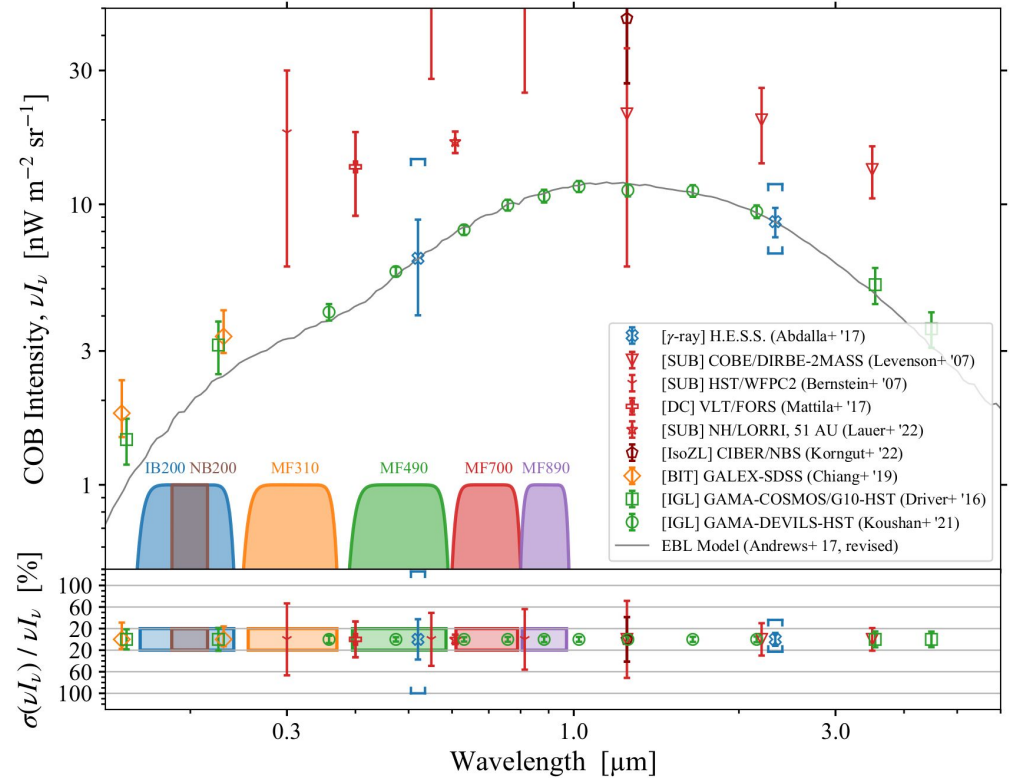 COB Intensity, νIν [nW m−2 sr−1]
30
10
3
1
IB200 NB200 MF310 MF490 MF700 MF890
[γ-ray] H.E.S.S. (Abdalla+ '17)
[SUB] COBE/DIRBE-2MASS (Levenson+ '07)
[SUB] HST/WFPC2 (Bernstein+ '07)
[DC] VLT/FORS (Mattila+ '17)
[SUB] NH/LORRI, 51 AU (Lauer+ '22)
[IsoZL] CIBER/NBS (Korngut+ '22)
[BIT] GALEX-SDSS (Chiang+ '19)
[IGL] GAMA-COSMOS/G10-HST (Driver+ '16)
[IGL] GAMA-DEVILS-HST (Koushan+ '21)
EBL Model (Andrews+ 17, revised)
σ(νIν) / νIν [%]
100
60
20
20
60
100
0.3 1.0 3.0
Wavelength [µm]